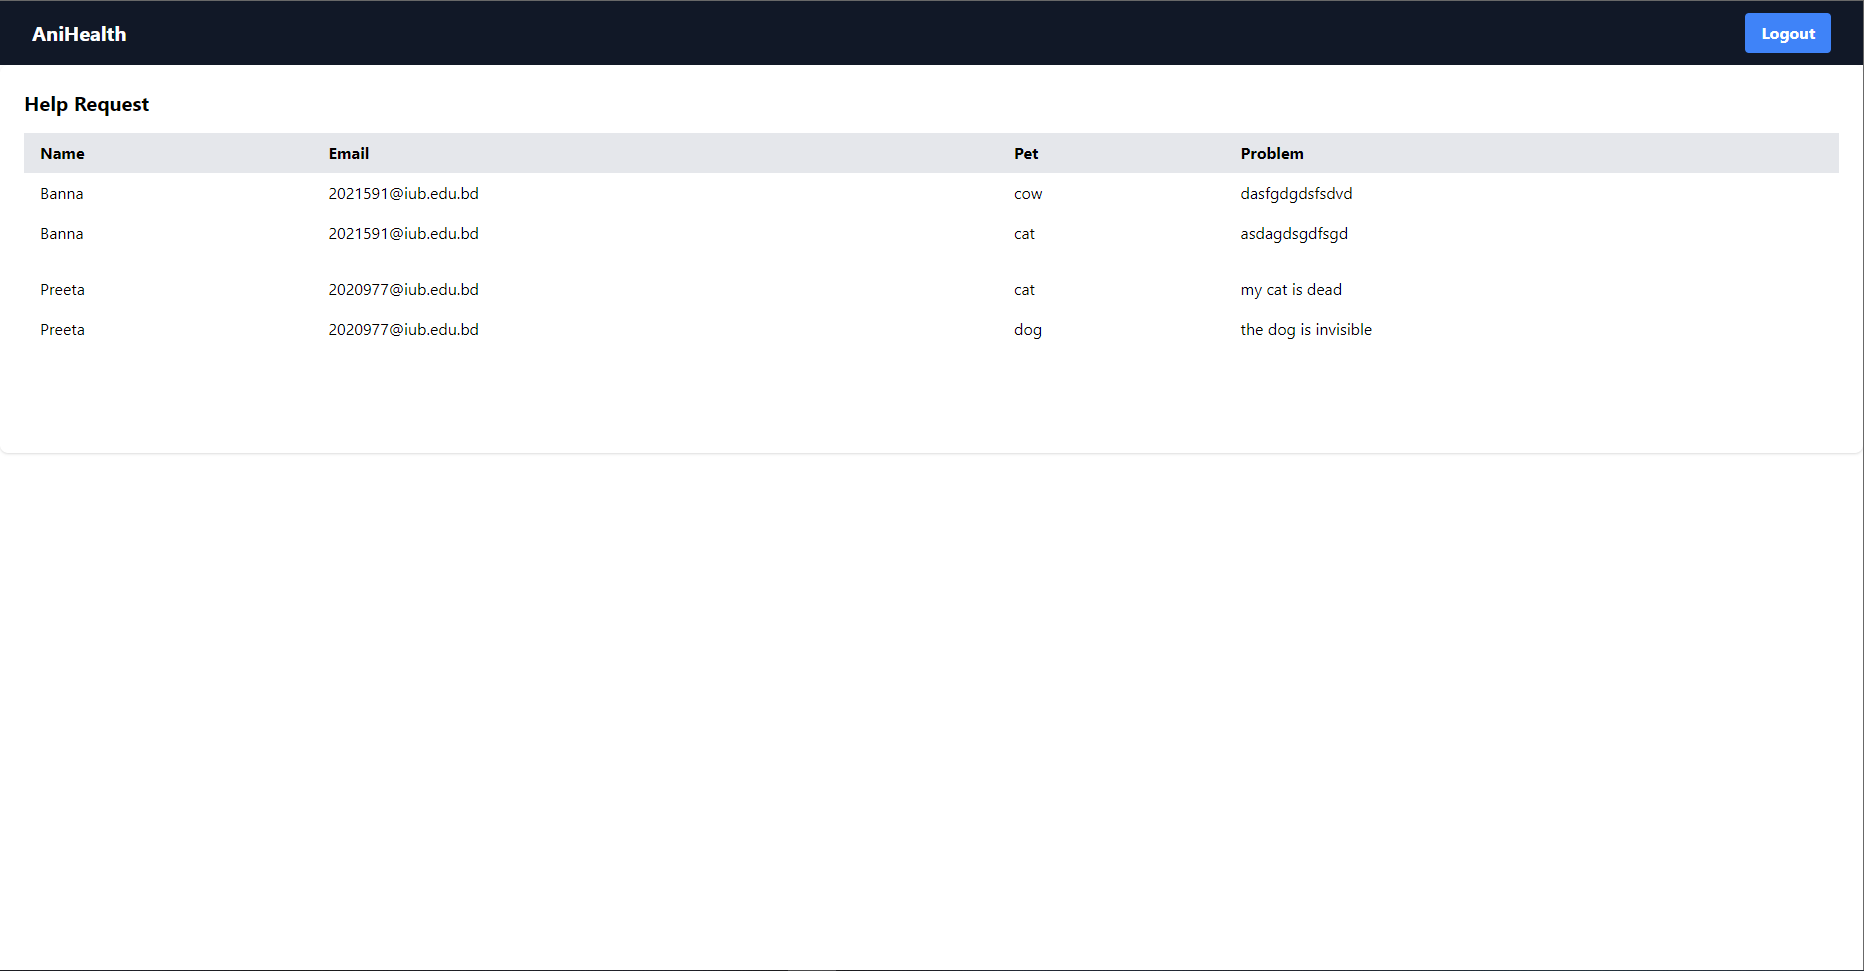 AniHealth Logout
Help Request
Name Email Pet Problem
Banna 2021591@iub.edu.bd cow dasfgdgdsfsdvd
Banna 2021591@iub.edu.bd cat asdagdsgdfsgd
Preeta 2020977@iub.edu.bd cat my cat is dead
Preeta 2020977@iub.edu.bd dog the dog is invisible